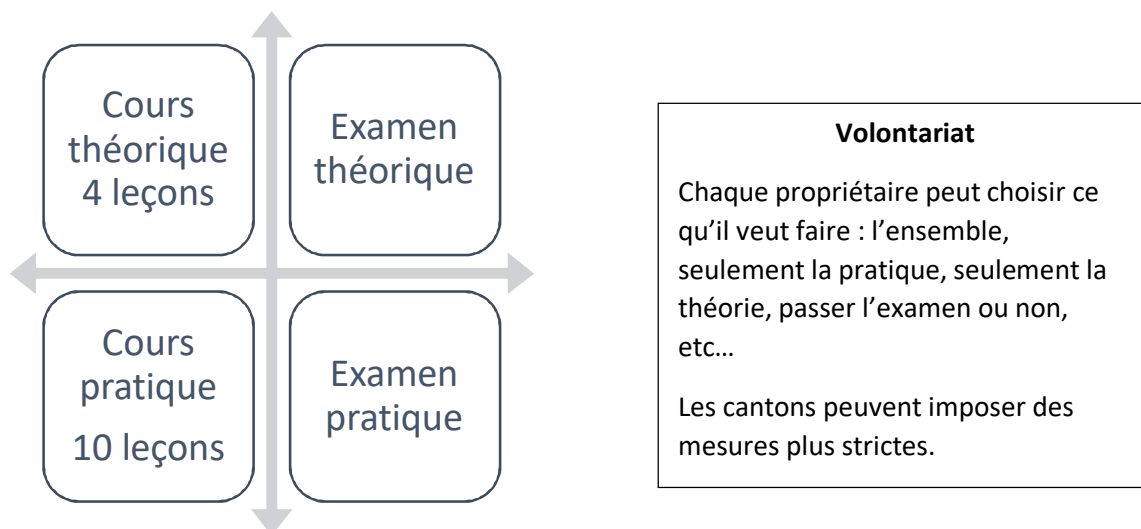 Cours
théorique
4 leçons
Examen
théorique
Cours
pratique
10 leçons
Examen
pratique
Volontariat
Chaque propriétaire peut choisir ce
qu’il veut faire : l’ensemble,
seulement la pratique, seulement la
théorie, passer l’examen ou non,
etc…
Les cantons peuvent imposer des
mesures plus strictes.